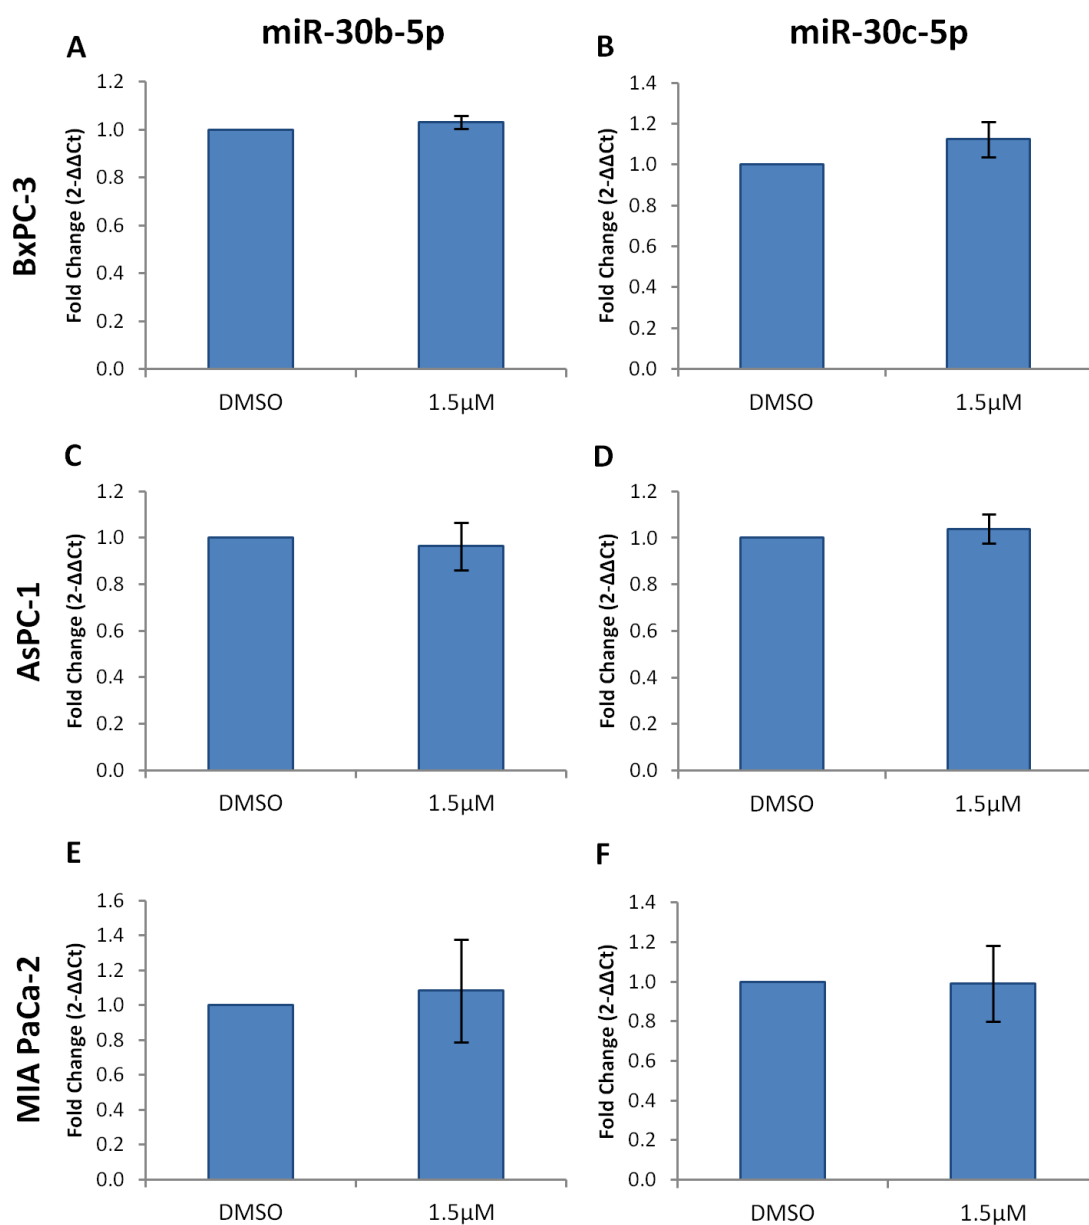 miR-30b-5p
miR-30c-5p
BxPC-3
A
Fold Change (2-ΔΔCt)
1.2
1.0
0.8
0.6
0.4
0.2
0.0
DMSO
1.5µM
B
Fold Change (2-ΔΔCt)
1.4
1.2
1.0
0.8
0.6
0.4
0.2
0.0
DMSO
1.5µM
AsPC-1
C
Fold Change (2-ΔΔCt)
1.2
1.0
0.8
0.6
0.4
0.2
0.0
DMSO
1.5µM
D
Fold Change (2-ΔΔCt)
1.2
1.0
0.8
0.6
0.4
0.2
0.0
DMSO
1.5µM
MIA PaCa-2
E
Fold Change (2-ΔΔCt)
1.6
1.4
1.2
1.0
0.8
0.6
0.4
0.2
0.0
DMSO
1.5µM
F
Fold Change (2-ΔΔCt)
1.4
1.2
1.0
0.8
0.6
0.4
0.2
0.0
DMSO
1.5µM